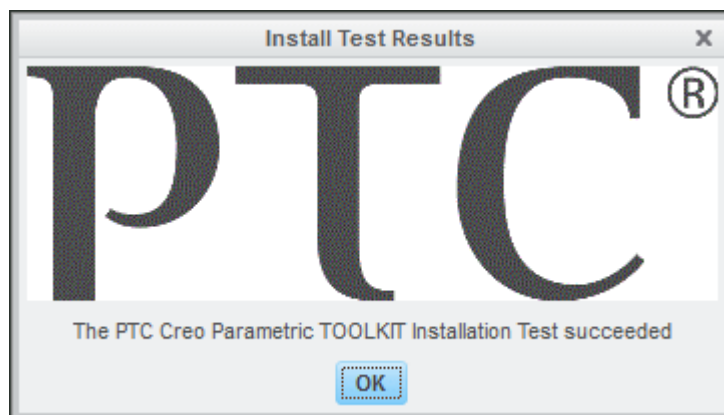 Install Test Results
PTC®
The PTC Creo Parametric TOOLKIT Installation Test succeeded
OK